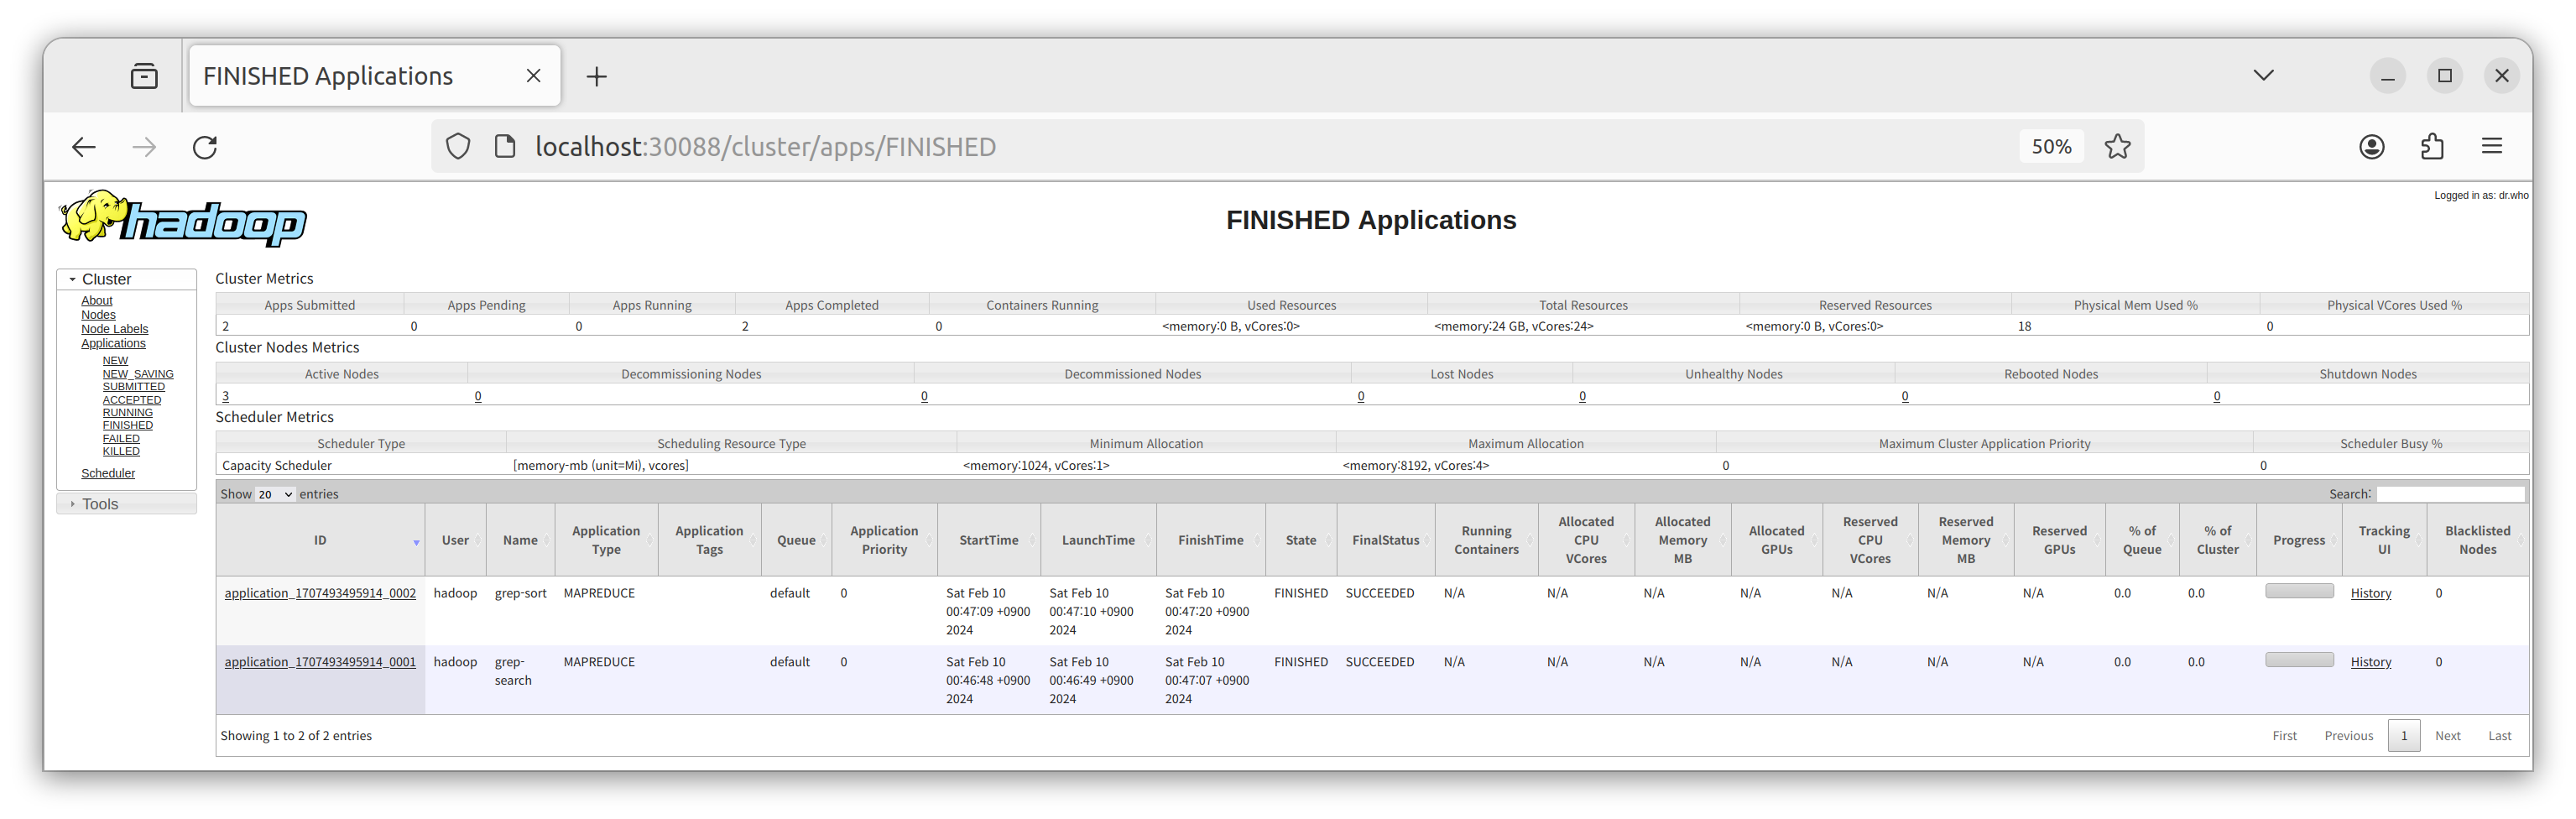 FINISHED Applications
localhost:30088/cluster/apps/FINISHED
50%
hadoop
FINISHED Applications
Logged in as: dr.who
Cluster
About
Nodes
Node Labels
Applications
NEW
NEW_SAVING
SUBMITTED
ACCEPTED
RUNNING
FINISHED
FAILED
KILLED
Scheduler
Tools
Cluster Metrics
Apps Submitted Apps Pending Apps Running Apps Completed Containers Running Used Resources Total Resources Reserved Resources Physical Mem Used % Physical VCores Used %
2 0 0 2 0 <memory:0 B, vCores:0> <memory:24 GB, vCores:24> <memory:0 B, vCores:0> 18 0
Cluster Nodes Metrics
Active Nodes Decommissioning Nodes Decommissioned Nodes Lost Nodes Unhealthy Nodes Rebooted Nodes Shutdown Nodes
3 0 0 0 0 0 0
Scheduler Metrics
Scheduler Type Scheduling Resource Type Minimum Allocation Maximum Allocation Maximum Cluster Application Priority Scheduler Busy %
Capacity Scheduler [memory-mb (unit=Mi), vcores] <memory:1024, vCores:1> <memory:8192, vCores:4> 0 0
Show 20 entries Search:
ID User Name Application Type Application Tags Queue Application Priority StartTime LaunchTime FinishTime State FinalStatus Running Containers Allocated CPU VCores Allocated Memory MB Allocated GPUs Reserved CPU VCores Reserved Memory MB Reserved GPUs % of Queue % of Cluster Progress Tracking UI Blacklisted Nodes
application_1707493495914_0002 hadoop grep-sort MAPREDUCE default 0 Sat Feb 10 00:47:09 +0900 2024 Sat Feb 10 00:47:10 +0900 2024 Sat Feb 10 00:47:20 +0900 2024 FINISHED SUCCEEDED N/A N/A N/A N/A N/A N/A N/A 0.0 0.0 History 0
application_1707493495914_0001 hadoop grep-search MAPREDUCE default 0 Sat Feb 10 00:46:48 +0900 2024 Sat Feb 10 00:46:49 +0900 2024 Sat Feb 10 00:47:07 +0900 2024 FINISHED SUCCEEDED N/A N/A N/A N/A N/A N/A N/A 0.0 0.0 History 0
Showing 1 to 2 of 2 entries First Previous 1 Next Last